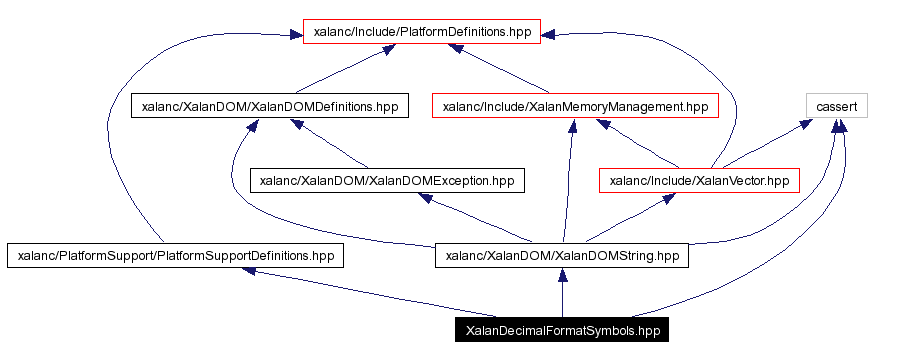 xalanc/Include/PlatformDefinitions.hpp
xalanc/XalanDOM/XalanDOMDefinitions.hpp
xalanc/Include/XalanMemoryManagement.hpp
cassert
xalanc/XalanDOM/XalanDOMException.hpp
xalanc/Include/XalanVector.hpp
xalanc/PlatformSupport/PlatformSupportDefinitions.hpp
xalanc/XalanDOM/XalanDOMString.hpp
XalanDecimalFormatSymbols.hpp